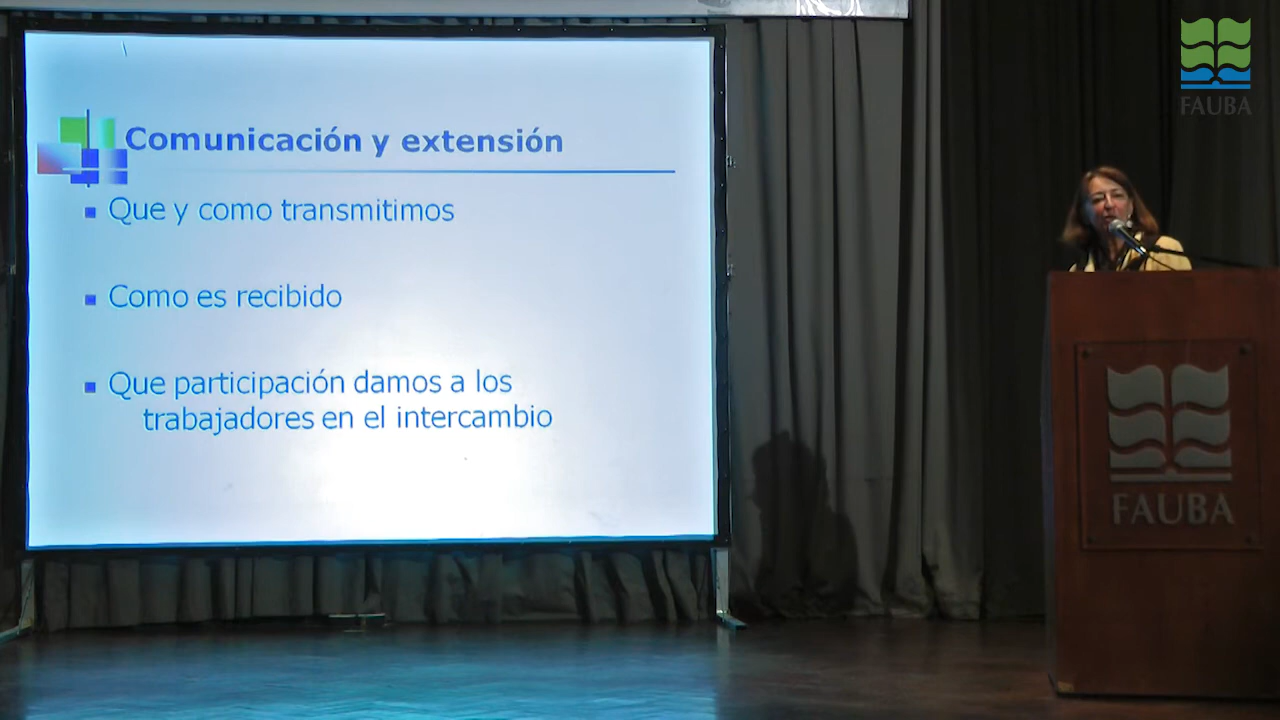 FAUBA
Comunicación y extensión
Que y como transmitimos
Como es recibido
Que participación damos a los
trabajadores en el intercambio
FAUBA